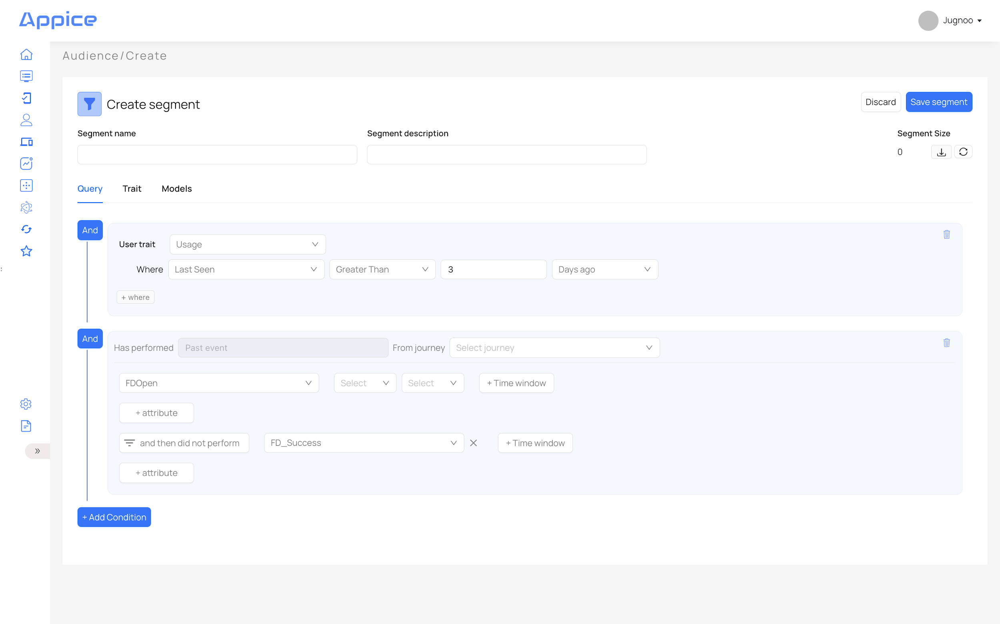 Appice
Jugnoo
Audience/Create
Create segment
Discard
Save segment
Segment name
Segment description
Segment Size
0
Query
Trait
Models
And
User trait
Usage
Where
Last Seen
Greater Than
3
Days ago
:
+ where
And
Has performed
Past event
From journey
Select journey
FDOpen
Select
Select
+ Time window
+ attribute
and then did not perform
FD_Success
+ Time window
+ attribute
+ Add Condition